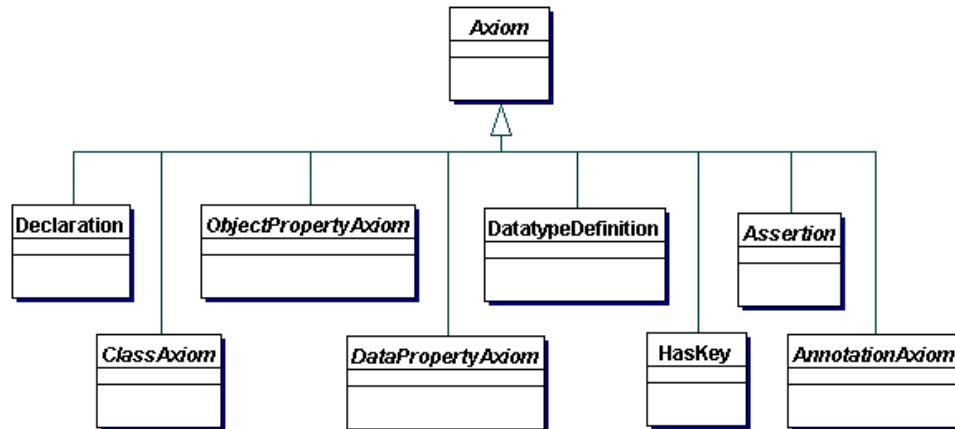 Axiom
Declaration
ObjectPropertyAxiom
DatatypeDefinition
Assertion
ClassAxiom
DataPropertyAxiom
HasKey
AnnotationAxiom